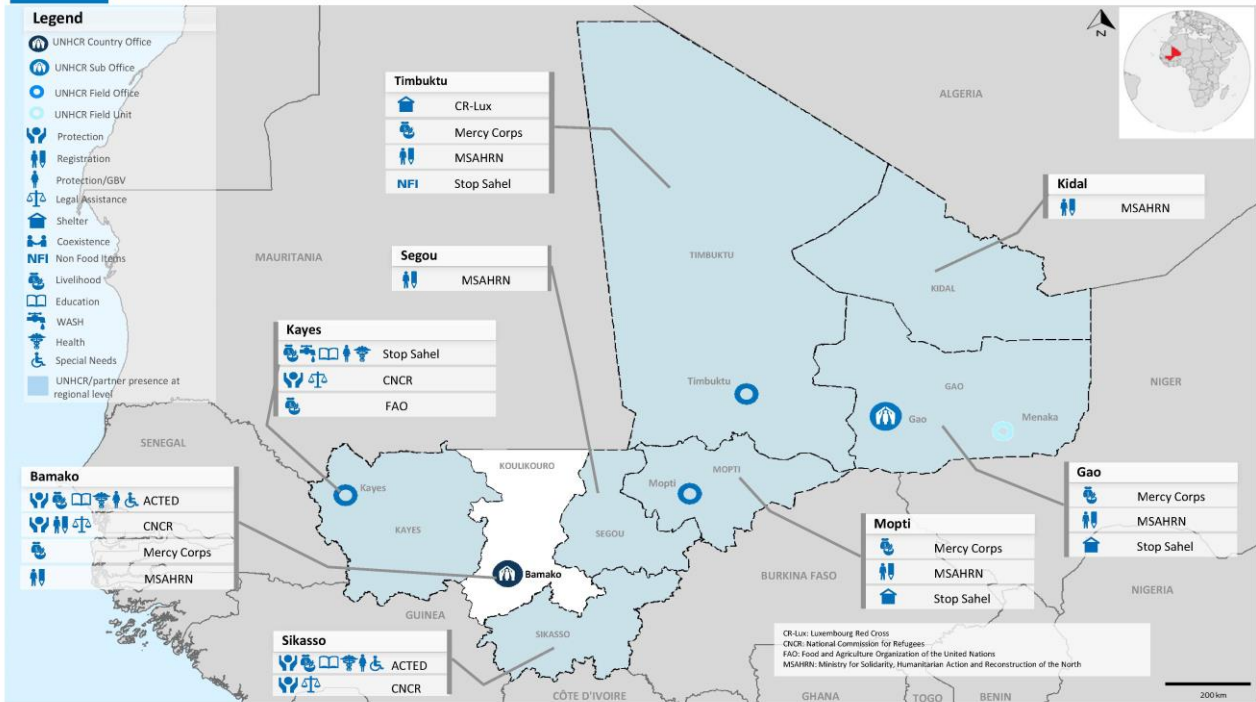 Legend
UNHCR Country Office
UNHCR Sub Office
UNHCR Field Office
UNHCR Field Unit
Protection
Registration
Protection/GBV
Legal Assistance
Shelter
Coexistence
NFI Non Food Items
Livelihood
Education
WASH
Health
Special Needs
UNHCR/partner presence at
regional level
Timbuktu
CR-Lux
Mercy Corps
MSAHRN
NFI Stop Sahel
N
ALGERIA
Kidal
MSAHRN
MAURITANIA
Segou
MSAHRN
TIMBUKTU
KIDAL
Kayes
Stop Sahel
CNCR
FAO
Timbuktu
GAO
Gao
Menaka
NIGER
SENEGAL
KOULIKOURO
MOPTI
Mopti
Kayes
KAYES
SEGOU
Bamako
ACTED
CNCR
Mercy Corps
MSAHRN
Gao
Mercy Corps
MSAHRN
Stop Sahel
Mopti
Mercy Corps
MSAHRN
Stop Sahel
Bamako
BURKINA FASO
NIGERIA
GUINEA
SIKASSO
Sikasso
ACTED
CNCR
CR-Lux: Luxembourg Red Cross
CNCR: National Commission for Refugees
FAO: Food and Agriculture Organization of the United Nations
MSAHRN: Ministry for Solidarity, Humanitarian Action and Reconstruction of the North
CÔTE D'IVOIRE
GHANA
TOGO
BENIN
200 km